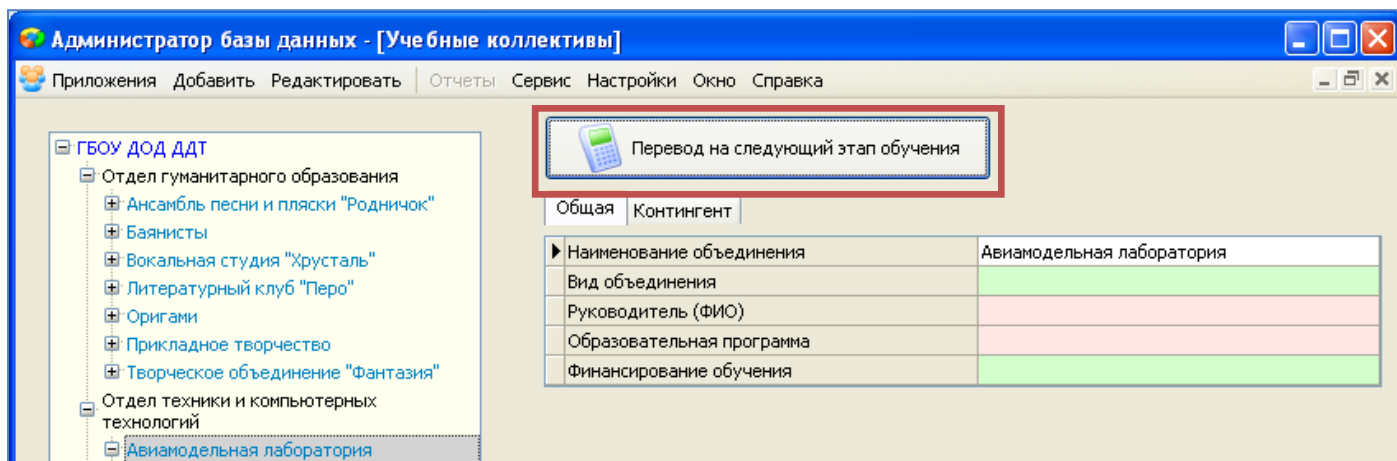 Администратор базы данных - [Учебные коллективы]
Приложения Добавить Редактировать Отчеты Сервис Настройки Окно Справка
ГБОУ ДОД ДДТ
Отдел гуманитарного образования
Ансамбль песни и пляски "Родничок"
Баянисты
Вокальная студия "Хрусталь"
Литературный клуб "Перо"
Оригами
Прикладное творчество
Творческое объединение "Фантазия"
Отдел техники и компьютерных
технологий
Авиамодельная лаборатория
Перевод на следующий этап обучения
Общая Контингент
Наименование объединения Авиамодельная лаборатория
Вид объединения
Руководитель (ФИО)
Образовательная программа
Финансирование обучения